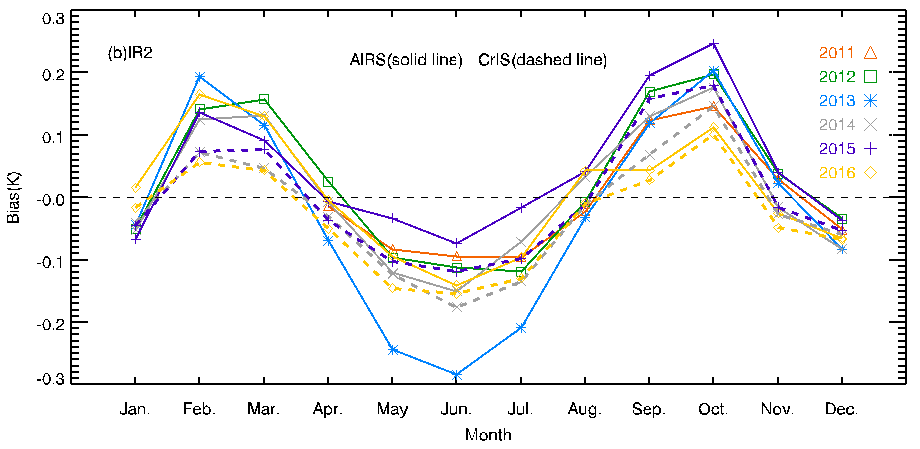 (b)IR2
AIRS(solid line) CrIS(dashed line)
2011
2012
2013
2014
2015
2016
0.3
0.2
0.1
-0.0
-0.1
-0.2
-0.3
Bias(K)
Jan. Feb. Mar. Apr. May Jun. Jul. Aug. Sep. Oct. Nov. Dec.
Month